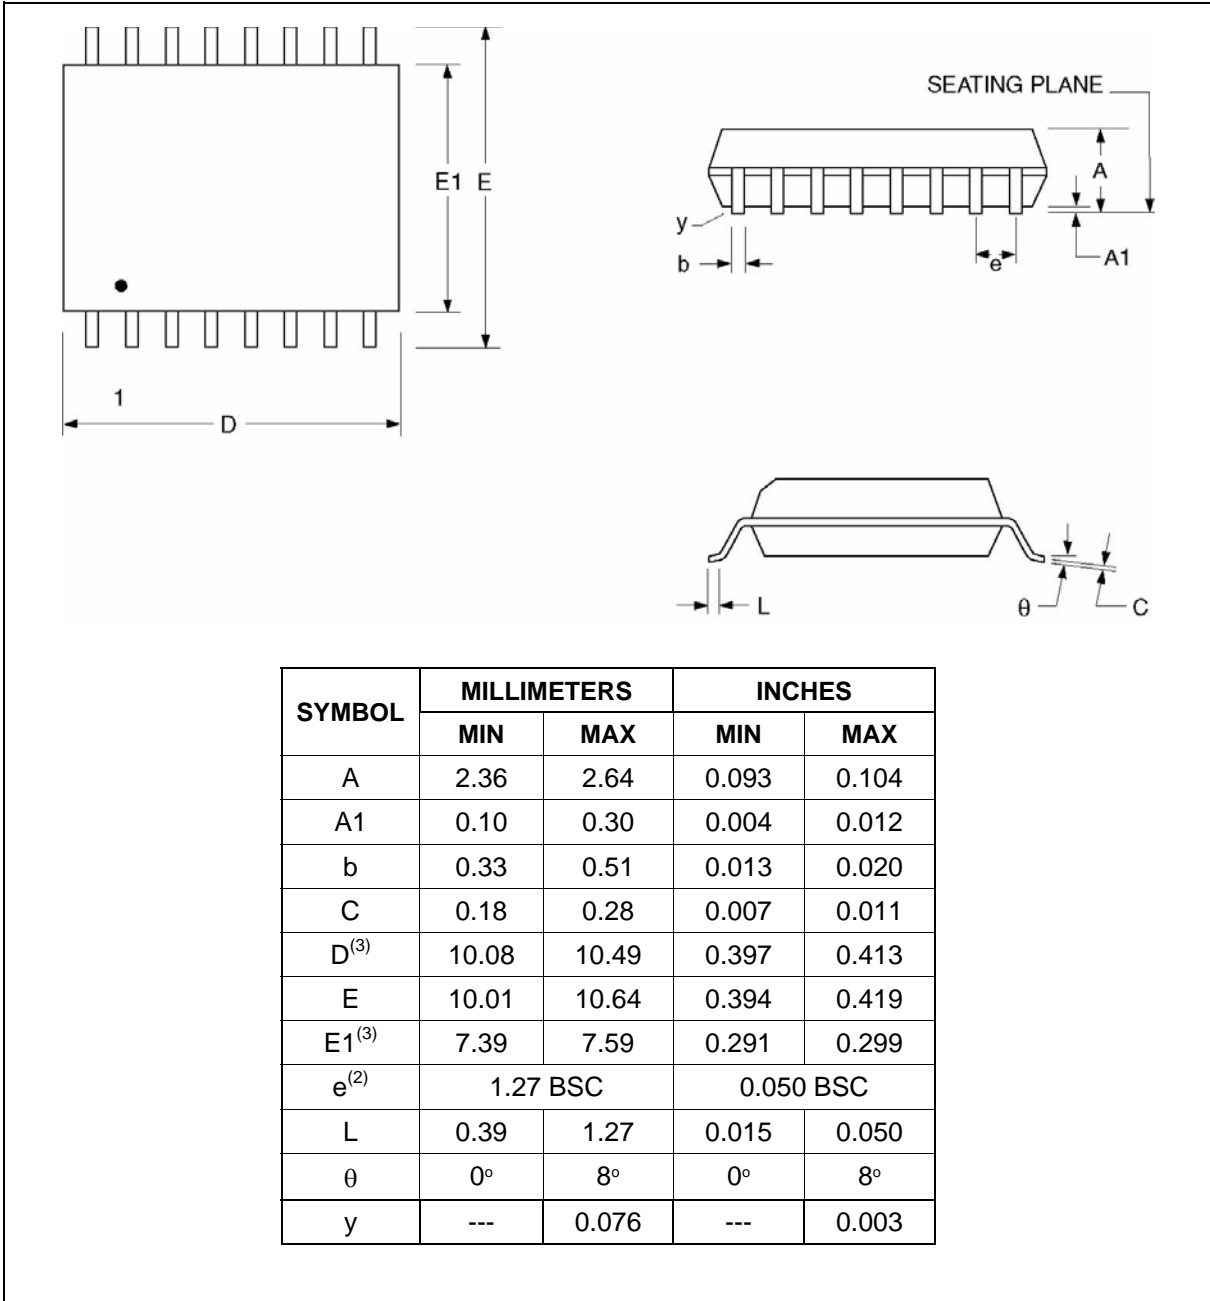 SEATING PLANE
E1 E
A
y
b
e
A1
1
D
L
θ
C
SYMBOL MILLIMETERS INCHES
MIN MAX MIN MAX
A 2.36 2.64 0.093 0.104
A1 0.10 0.30 0.004 0.012
b 0.33 0.51 0.013 0.020
C 0.18 0.28 0.007 0.011
D(3) 10.08 10.49 0.397 0.413
E 10.01 10.64 0.394 0.419
E1(3) 7.39 7.59 0.291 0.299
e(2) 1.27 BSC 0.050 BSC
L 0.39 1.27 0.015 0.050
θ 0º 8º 0º 8º
y --- 0.076 --- 0.003